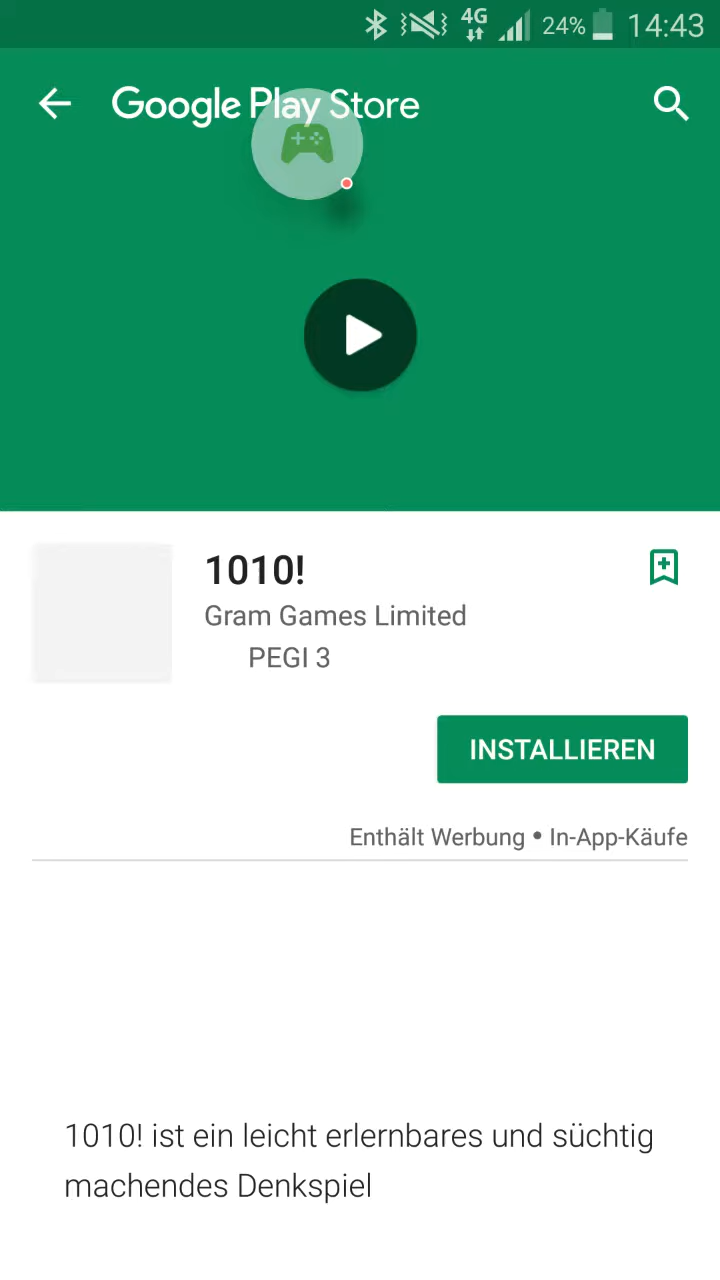 4G 24% 14:43
Google Play Store
1010!
Gram Games Limited
PEGI 3
INSTALLIEREN
Enthält Werbung • In-App-Käufe
1010! ist ein leicht erlernbares und süchtig
machendes Denkspiel